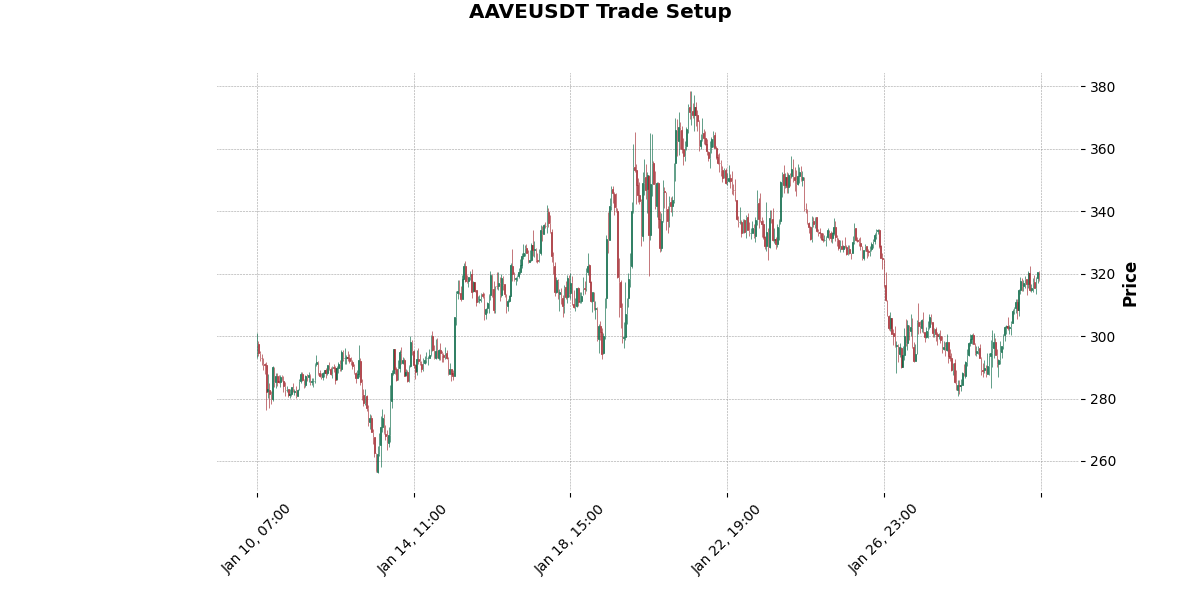 AAVEUSDT Trade Setup
380
360
340
320
300
280
260
Price
Jan 10, 07:00
Jan 14, 11:00
Jan 18, 15:00
Jan 22, 19:00
Jan 26, 23:00